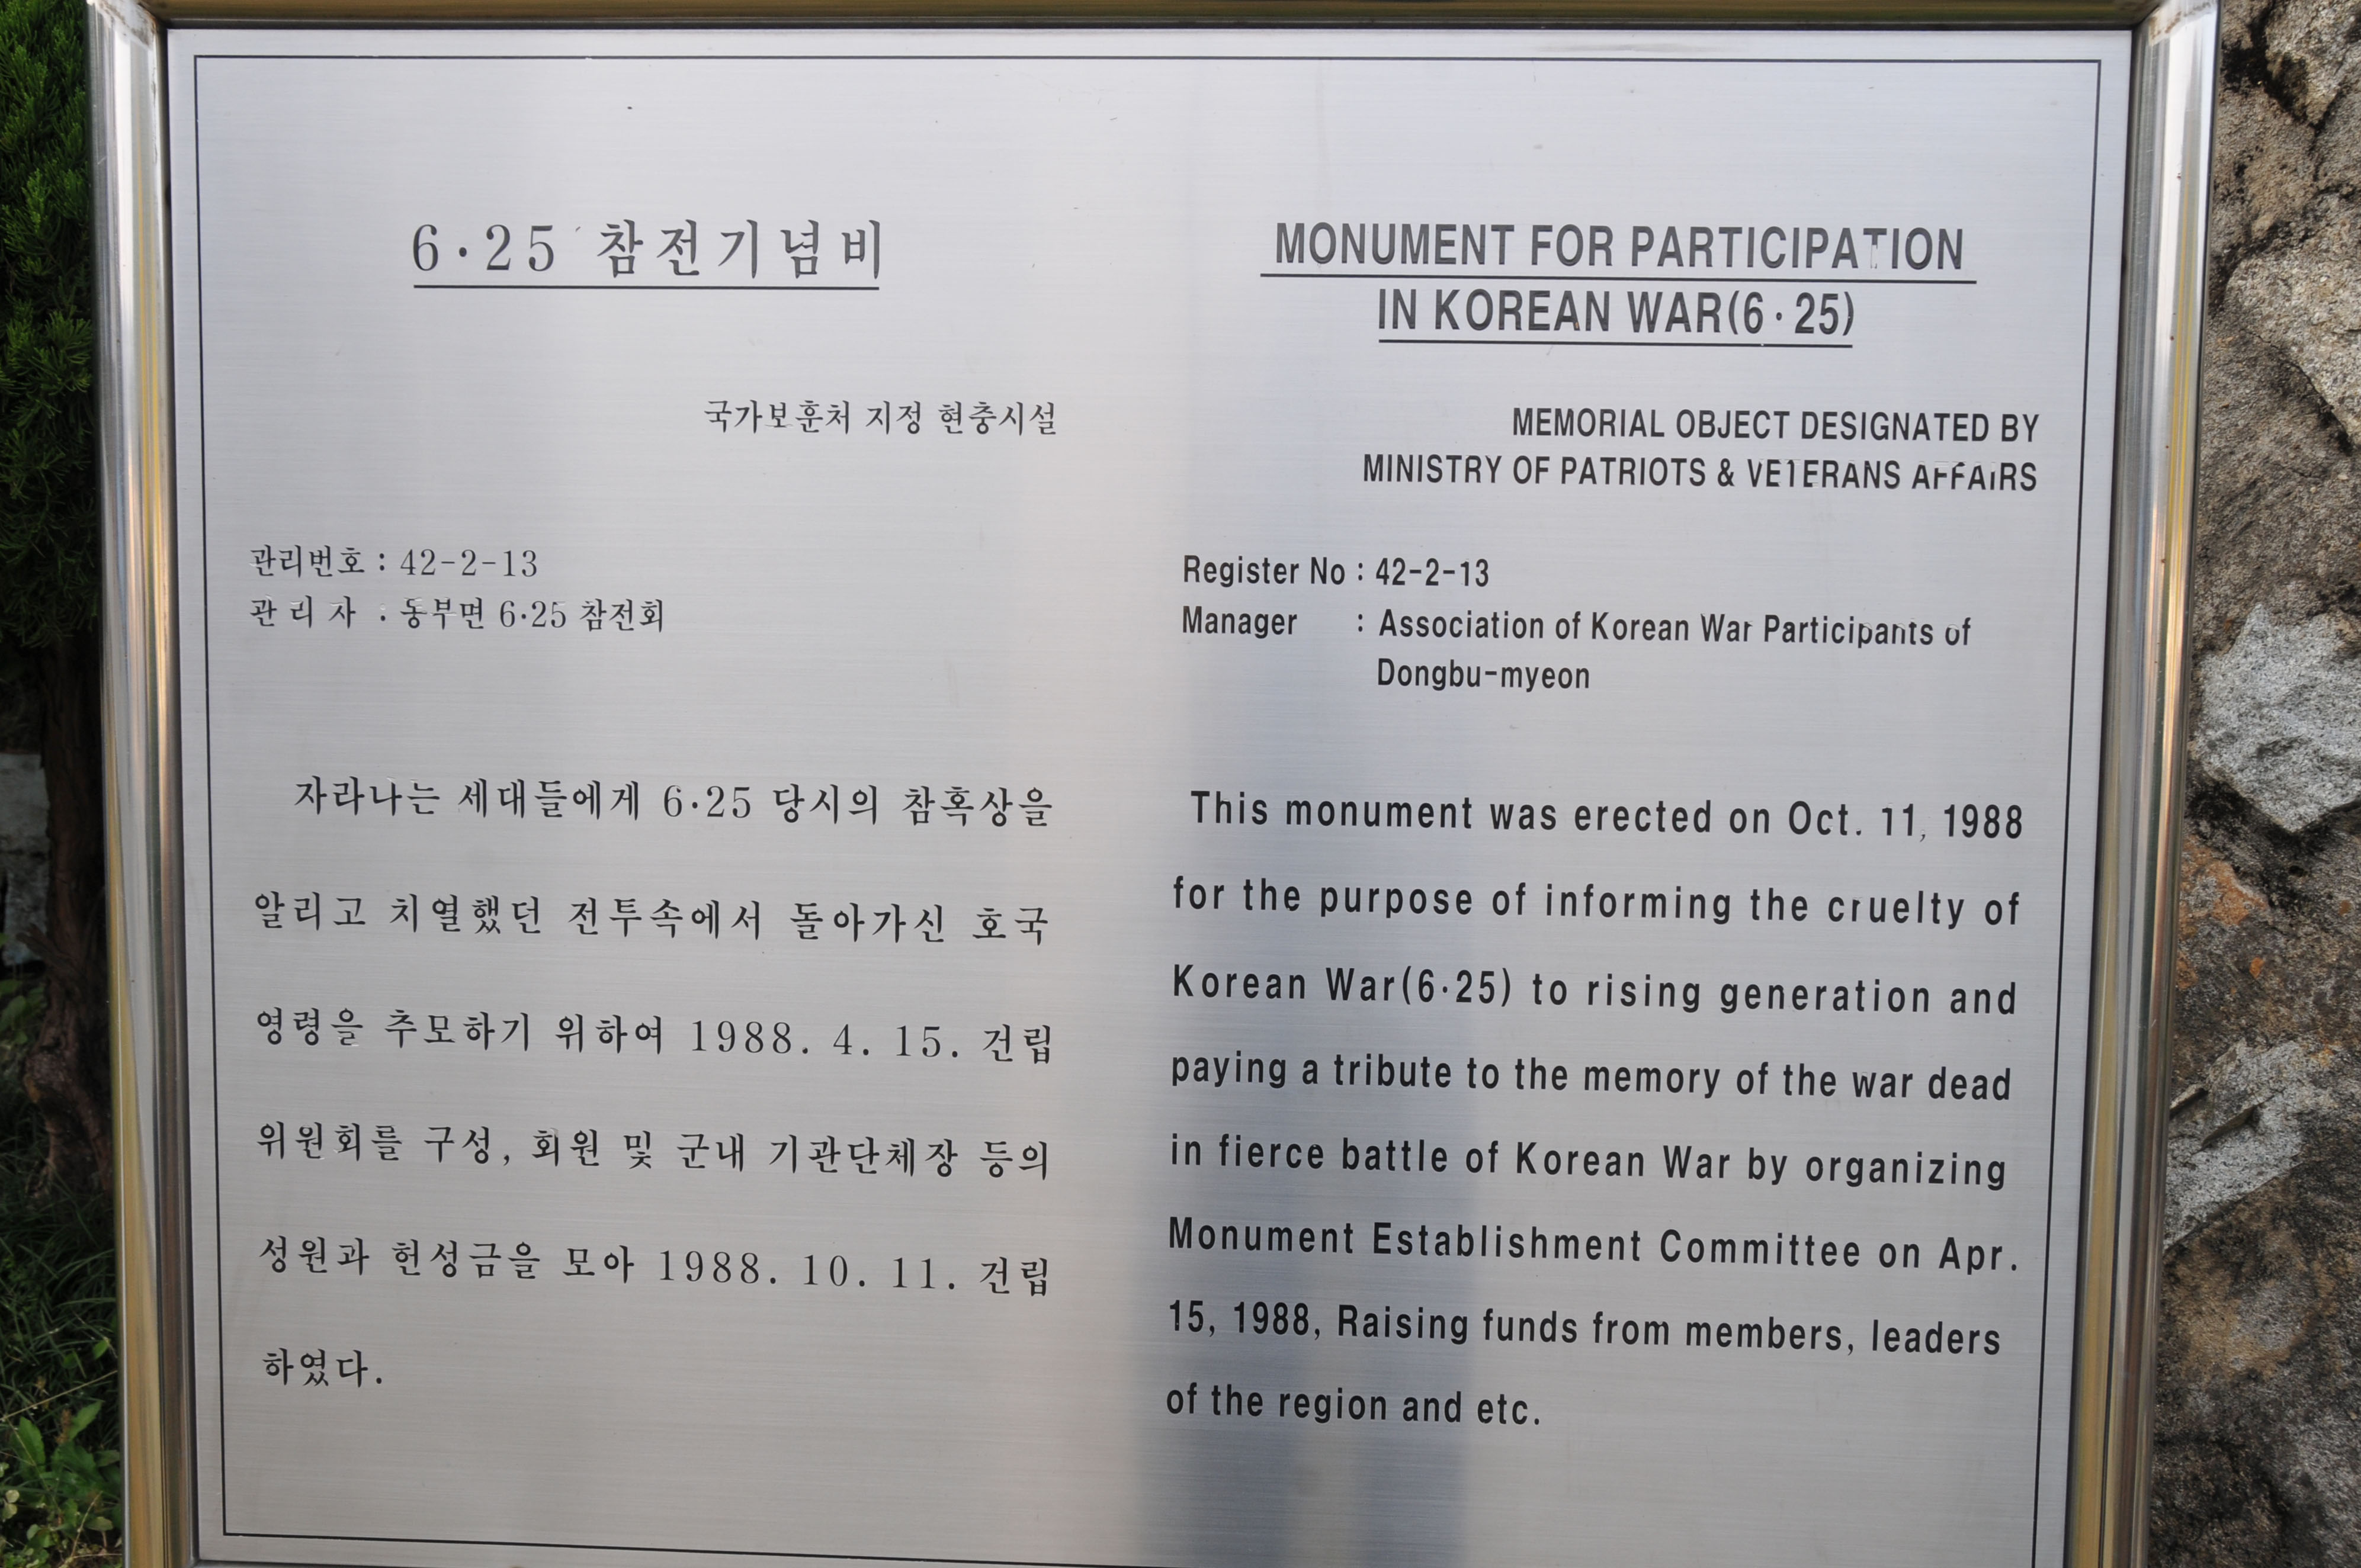 6·25 참전기념비
국가보훈처 지정 현충시설
관리번호 : 42-2-13
관 리 자 : 동부면 6·25 참전회
자라나는 세대들에게 6·25 당시의 참혹상을
알리고 치열했던 전투속에서 돌아가신 호국
영령을 추모하기 위하여 1988. 4. 15. 건립
위원회를 구성, 회원 및 군내 기관단체장 등의
성원과 헌성금을 모아 1988. 10. 11. 건립
하였다.
MONUMENT FOR PARTICIPATION
IN KOREAN WAR(6·25)
MEMORIAL OBJECT DESIGNATED BY
MINISTRY OF PATRIOTS & VETERANS AFFAIRS
Register No : 42-2-13
Manager : Association of Korean War Participants of
Dongbu-myeon
This monument was erected on Oct. 11, 1988
for the purpose of informing the cruelty of
Korean War(6·25) to rising generation and
paying a tribute to the memory of the war dead
in fierce battle of Korean War by organizing
Monument Establishment Committee on Apr.
15, 1988, Raising funds from members, leaders
of the region and etc.